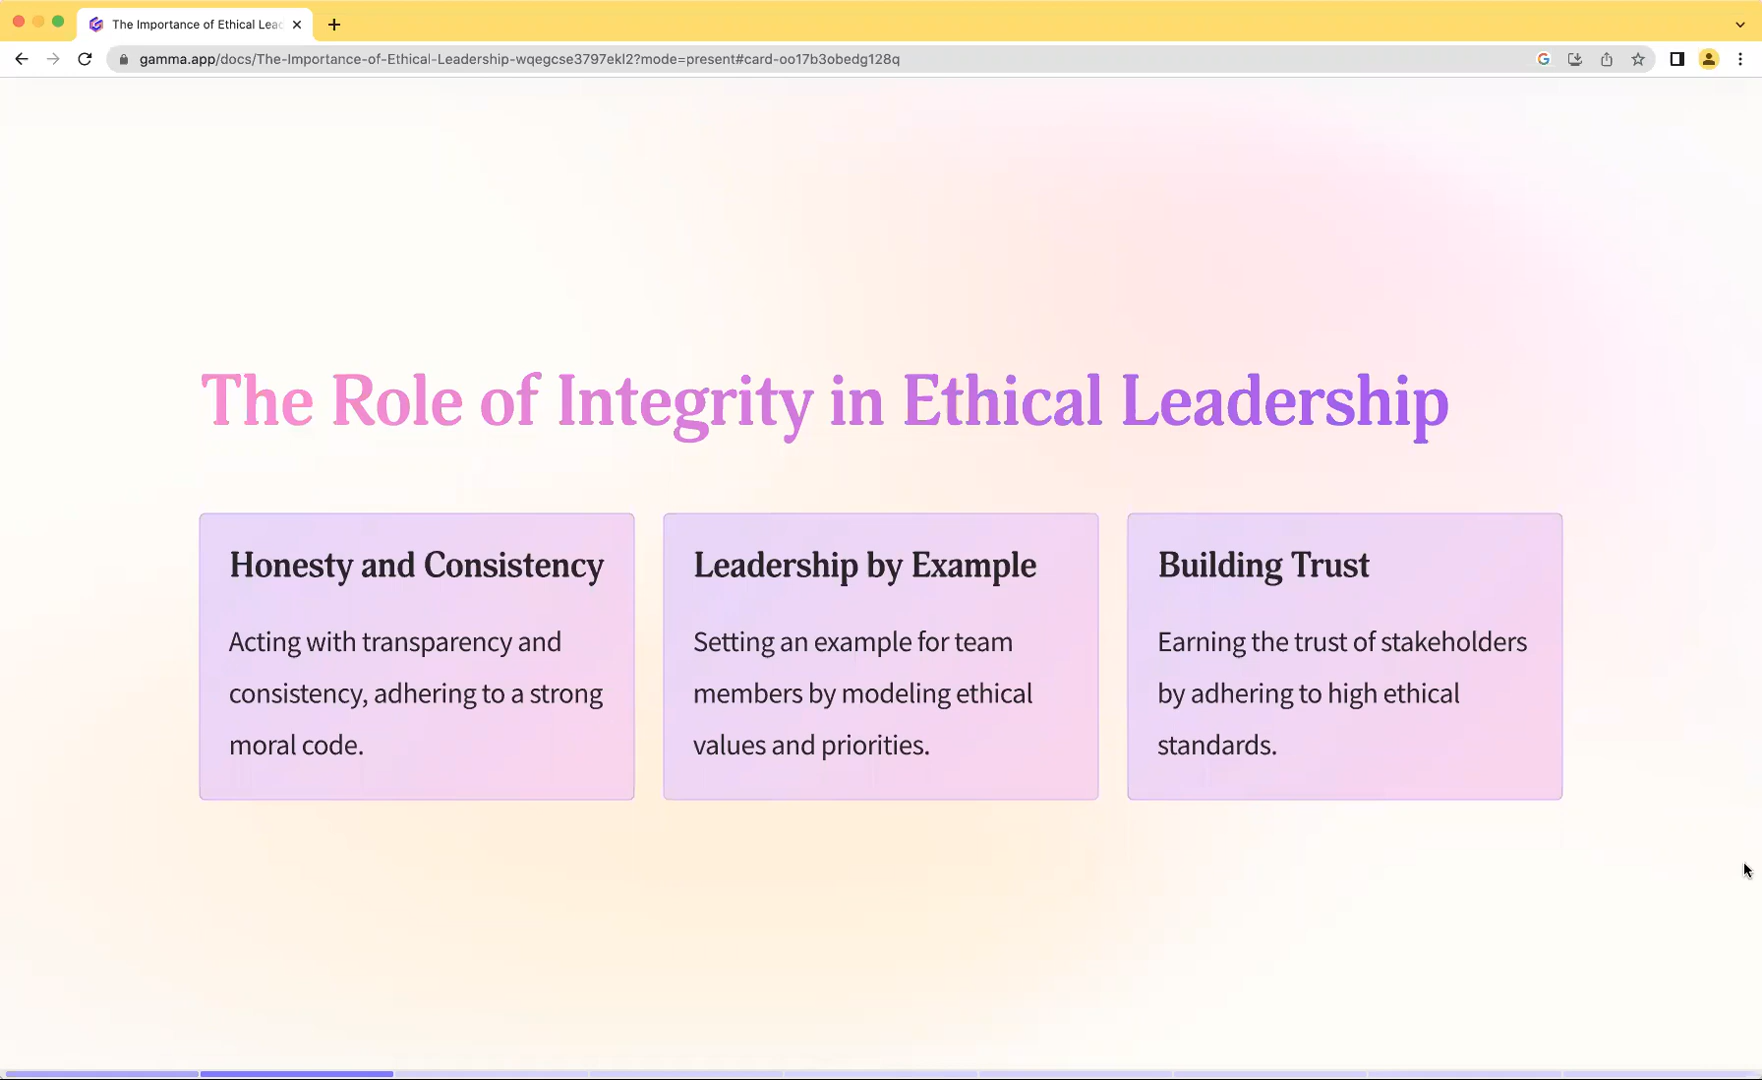 The Importance of Ethical Lea
gamma.app/docs/The-Importance-of-Ethical-Leadership-wqegcse3797ekl2?mode=present#card-oo17b3obedg128q
The Role of Integrity in Ethical Leadership
Honesty and Consistency
Acting with transparency and
consistency, adhering to a strong
moral code.
Leadership by Example
Setting an example for team
members by modeling ethical
values and priorities.
Building Trust
Earning the trust of stakeholders
by adhering to high ethical
standards.